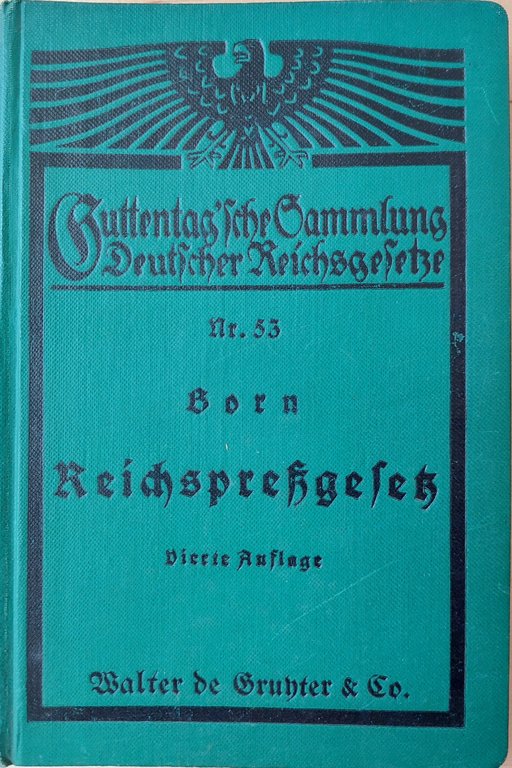 Guttentag'sche Sammlung
Deutscher Reichsgesetze
Nr. 53
Born
Reichspreßgesetz
Vierte Auflage
Walter de Gruyter & Co.